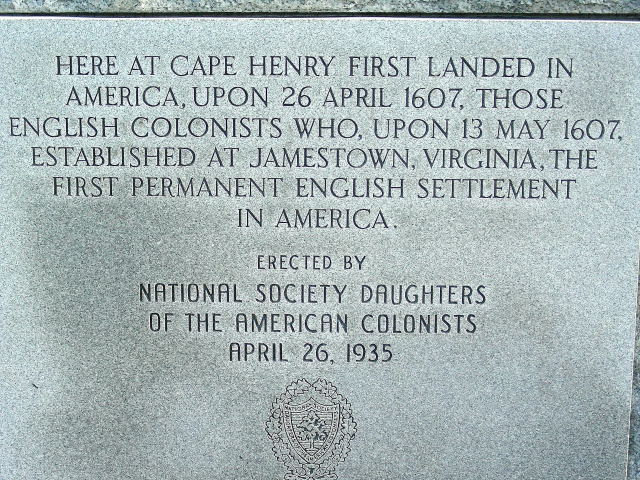 HERE AT CAPE HENRY FIRST LANDED IN
AMERICA, UPON 26 APRIL 1607, THOSE
ENGLISH COLONISTS WHO, UPON 13 MAY 1607,
ESTABLISHED AT JAMESTOWN, VIRGINIA, THE
FIRST PERMANENT ENGLISH SETTLEMENT
IN AMERICA.
ERECTED BY
NATIONAL SOCIETY DAUGHTERS
OF THE AMERICAN COLONISTS
APRIL 26, 1935